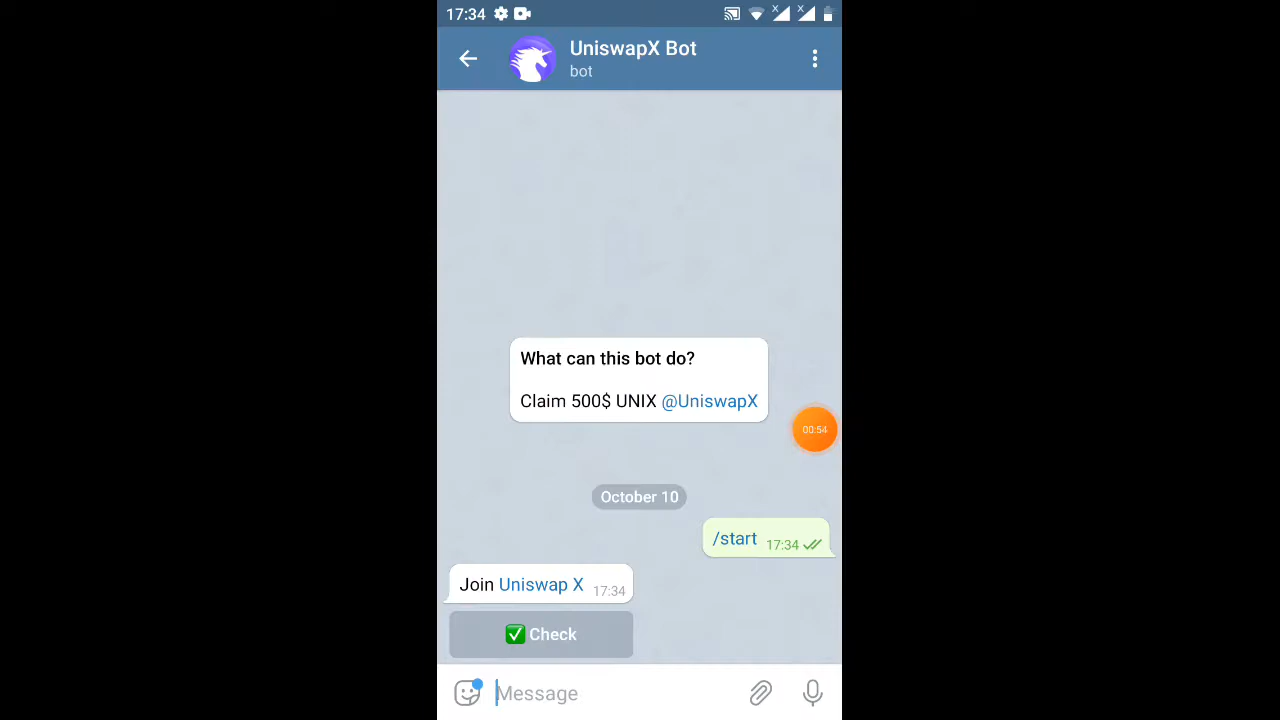 17:34
UniswapX Bot
bot
What can this bot do?
Claim 500$ UNIX @UniswapX
00:54
October 10
/start 17:34
Join Uniswap X 17:34
Check
Message